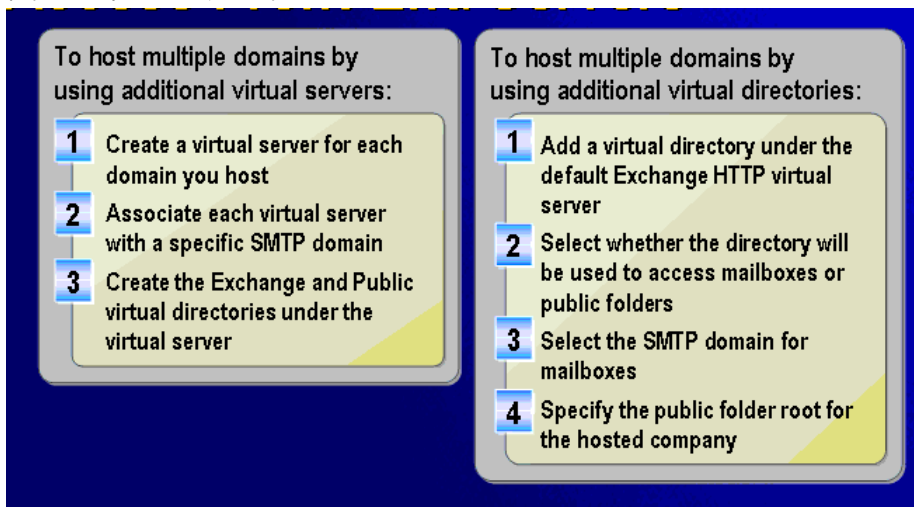 To host multiple domains by
using additional virtual servers:
1 Create a virtual server for each
domain you host
2 Associate each virtual server
with a specific SMTP domain
3 Create the Exchange and Public
virtual directories under the
virtual server
To host multiple domains by
using additional virtual directories:
1 Add a virtual directory under the
default Exchange HTTP virtual
server
2 Select whether the directory will
be used to access mailboxes or
public folders
3 Select the SMTP domain for
mailboxes
4 Specify the public folder root for
the hosted company